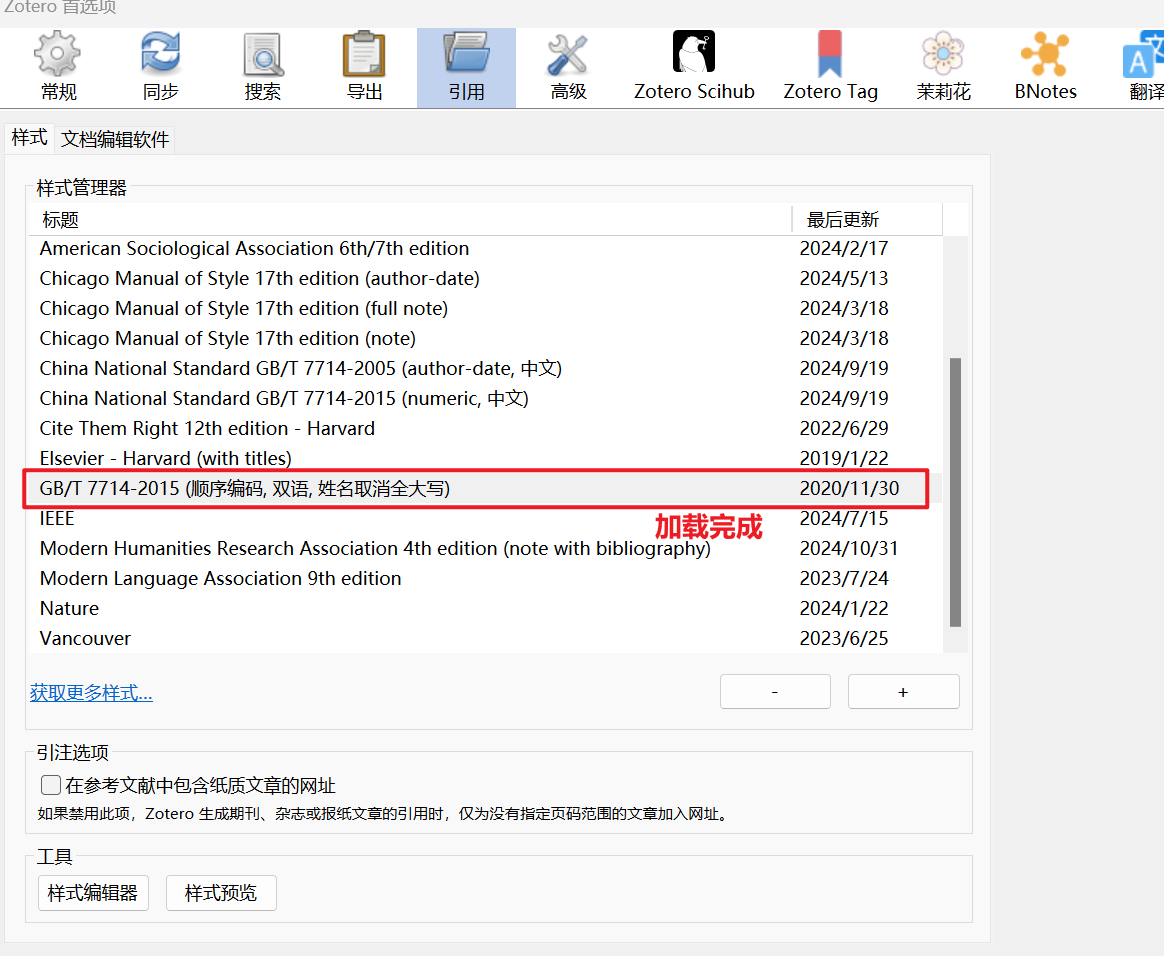 Zotero 首选项
常规 同步 搜索 导出 引用 高级 Zotero Scihub Zotero Tag 茉莉花 BNotes 翻译
样式 文档编辑软件
样式管理器
标题 最后更新
American Sociological Association 6th/7th edition 2024/2/17
Chicago Manual of Style 17th edition (author-date) 2024/5/13
Chicago Manual of Style 17th edition (full note) 2024/3/18
Chicago Manual of Style 17th edition (note) 2024/3/18
China National Standard GB/T 7714-2005 (author-date, 中文) 2024/9/19
China National Standard GB/T 7714-2015 (numeric, 中文) 2024/9/19
Cite Them Right 12th edition - Harvard 2022/6/29
Elsevier - Harvard (with titles) 2019/1/22
GB/T 7714-2015 (顺序编码, 双语, 姓名取消全大写) 2020/11/30
IEEE 2024/7/15
加载完成
Modern Humanities Research Association 4th edition (note with bibliography) 2024/10/31
Modern Language Association 9th edition 2023/7/24
Nature 2024/1/22
Vancouver 2023/6/25
获取更多样式... - +
引注选项
在参考文献中包含纸质文章的网址
如果禁用此项，Zotero 生成期刊、杂志或报纸文章的引用时，仅为没有指定页码范围的文章加入网址。
工具
样式编辑器 样式预览